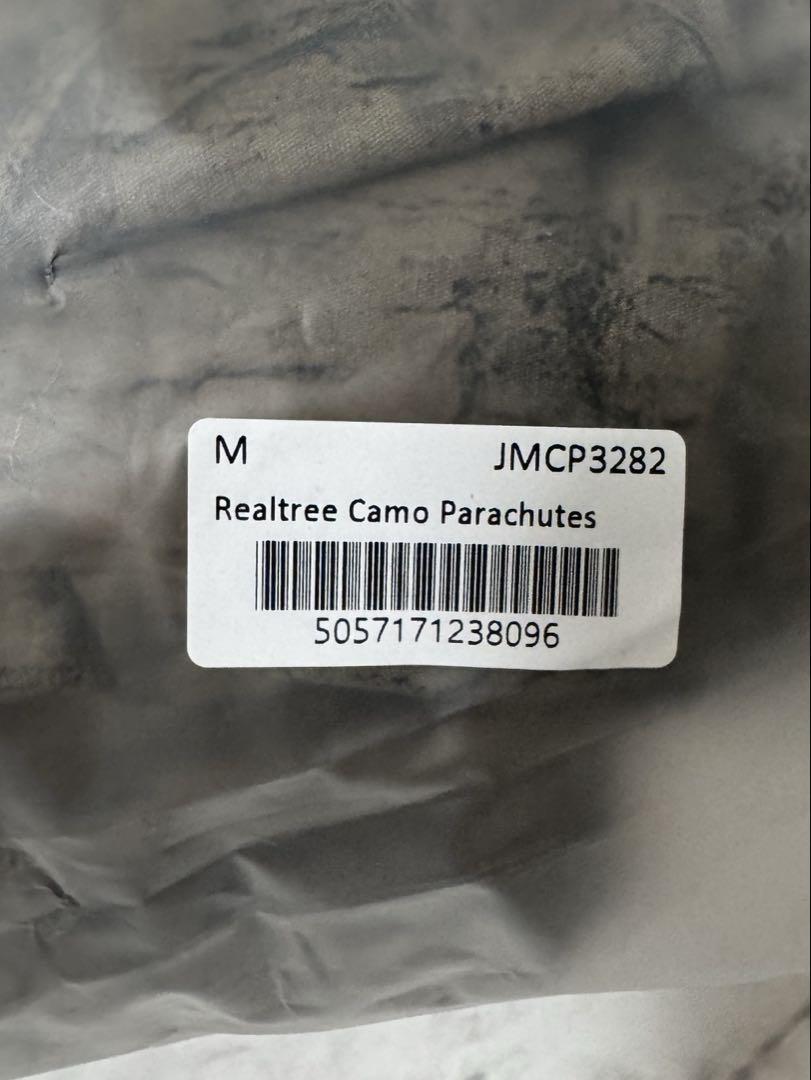 M JMCP3282
Realtree Camo Parachutes
5057171238096